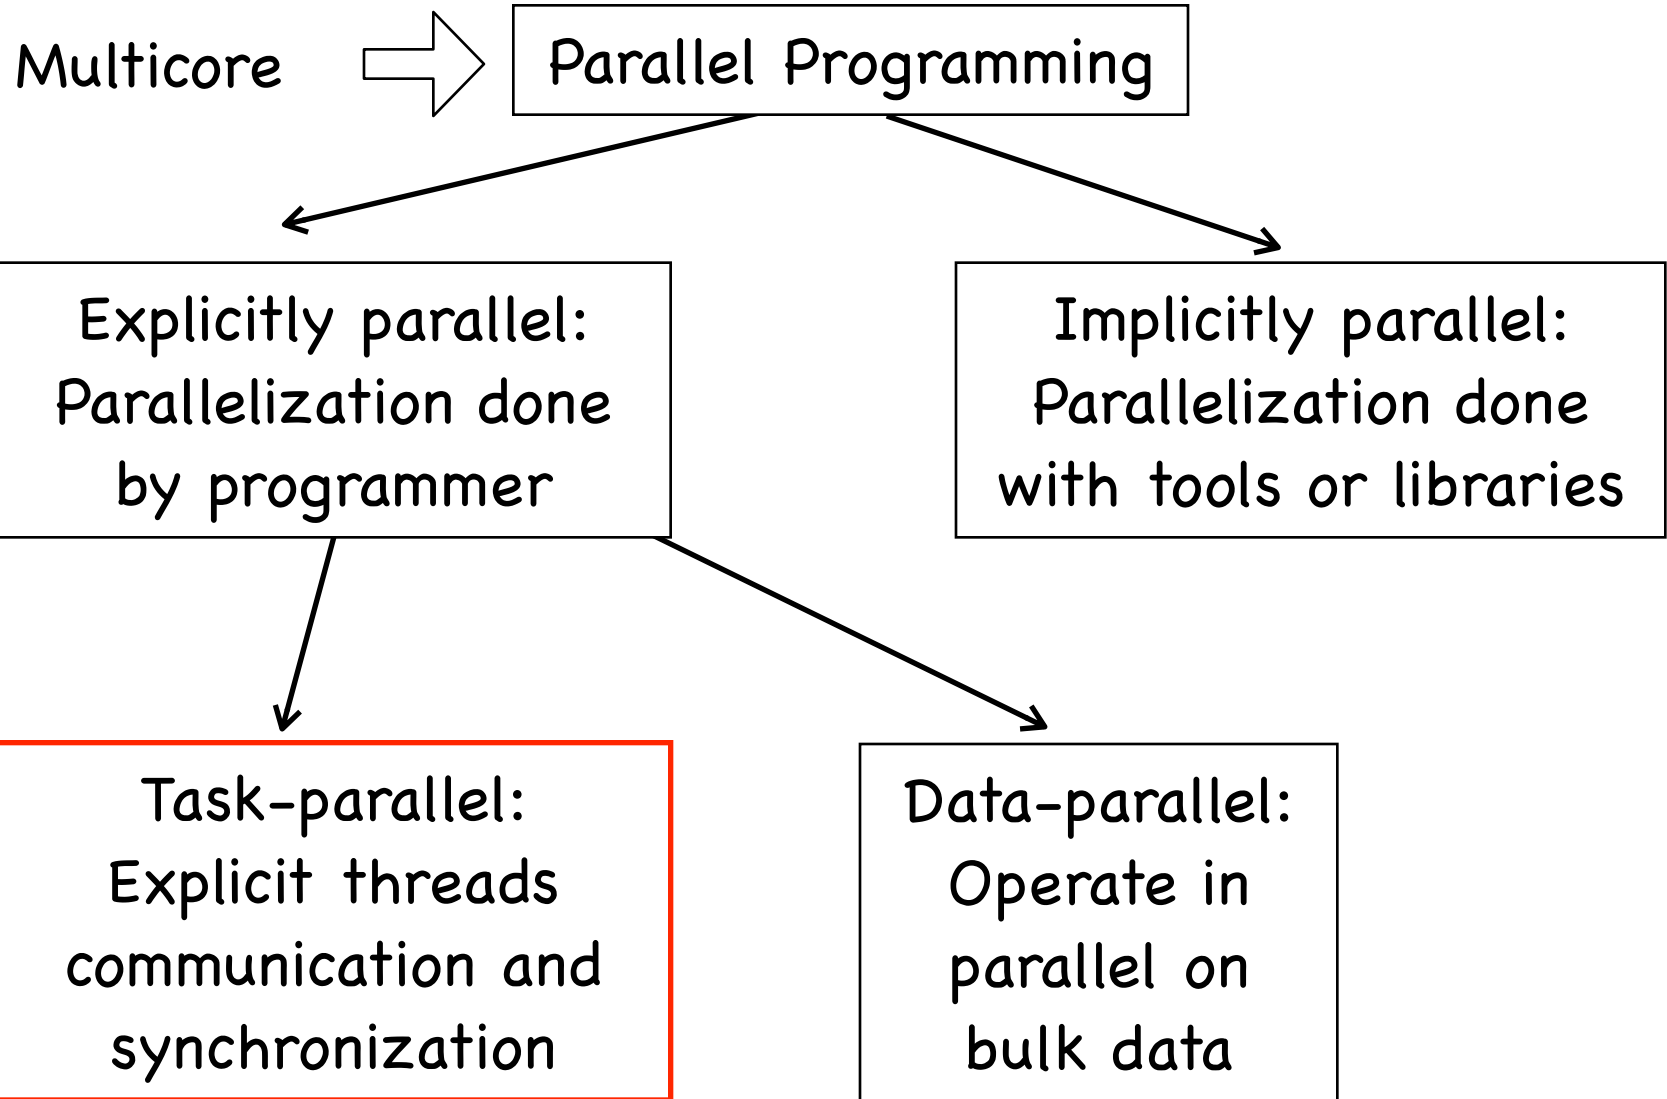 Multicore
Parallel Programming
Explicitly parallel:
Parallelization done
by programmer
Implicitly parallel:
Parallelization done
with tools or libraries
Task-parallel:
Explicit threads
communication and
synchronization
Data-parallel:
Operate in
parallel on
bulk data